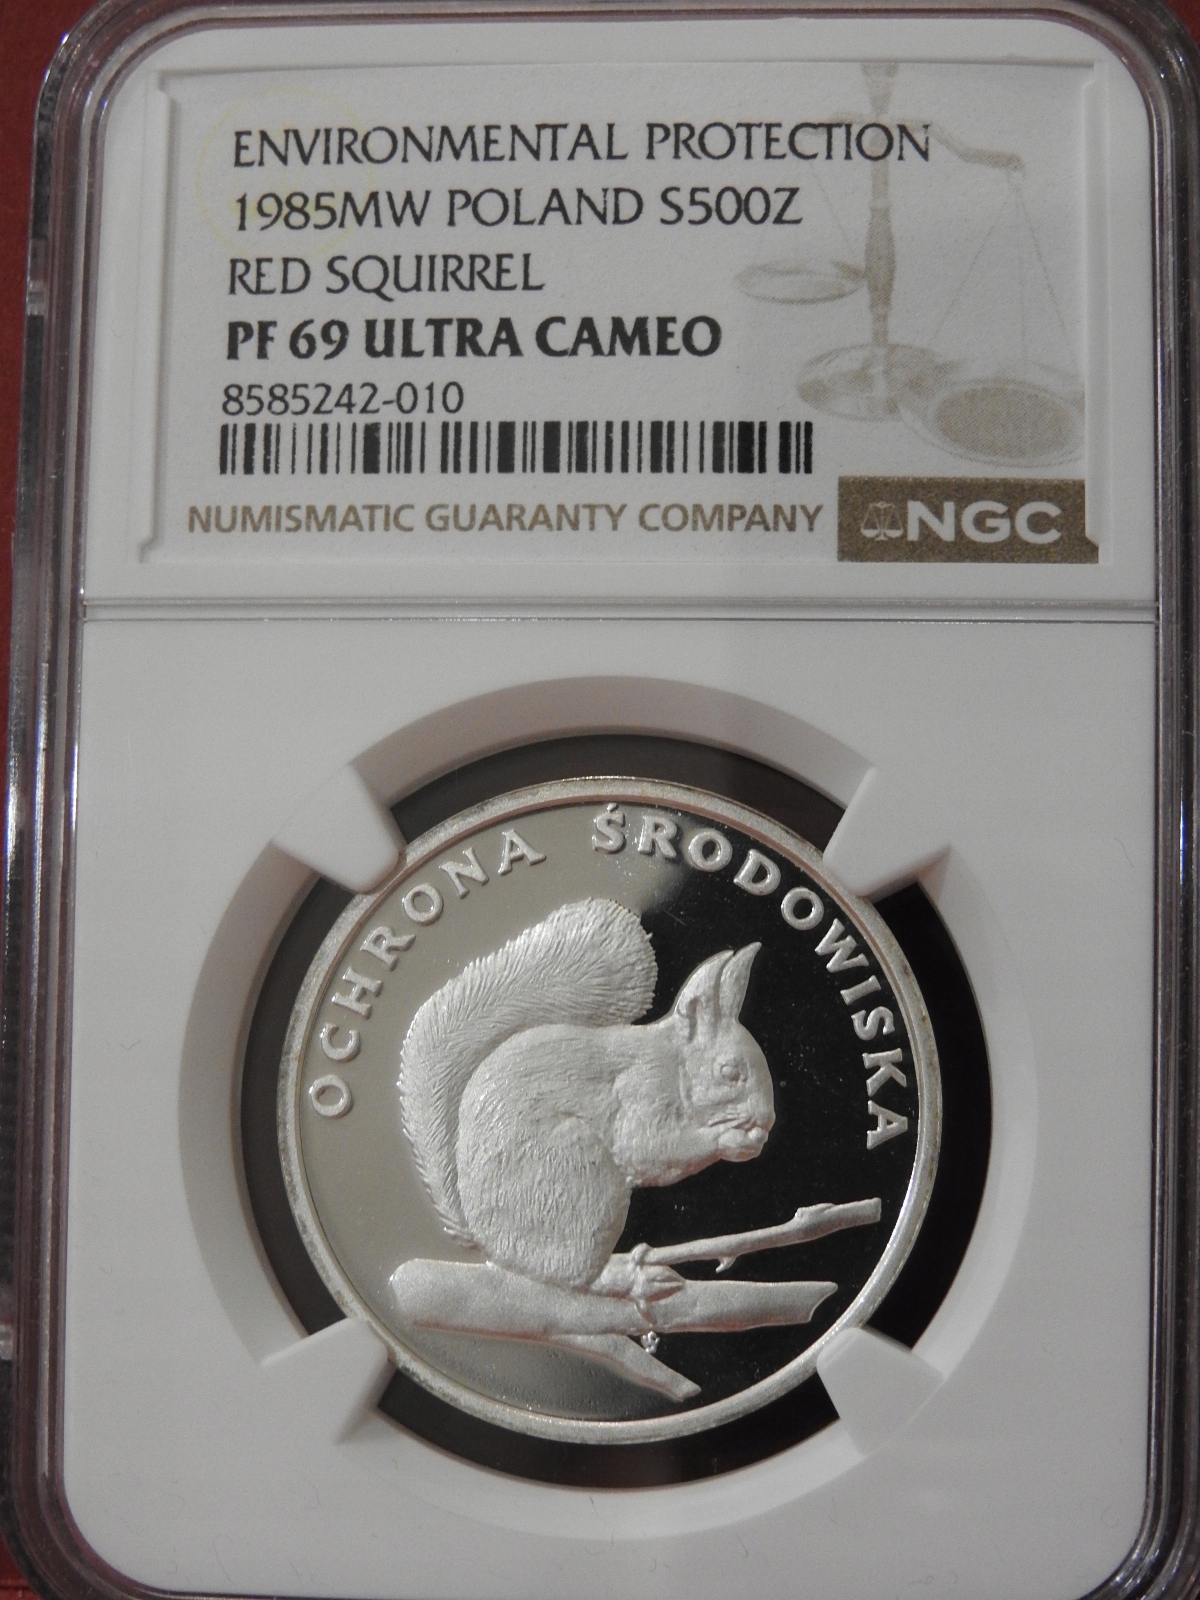 ENVIRONMENTAL PROTECTION
1985MW POLAND S500Z
RED SQUIRREL
PF 69 ULTRA CAMEO
8585242-010
NUMISMATIC GUARANTY COMPANY
NGC
OCHRONA ŚRODOWISKA